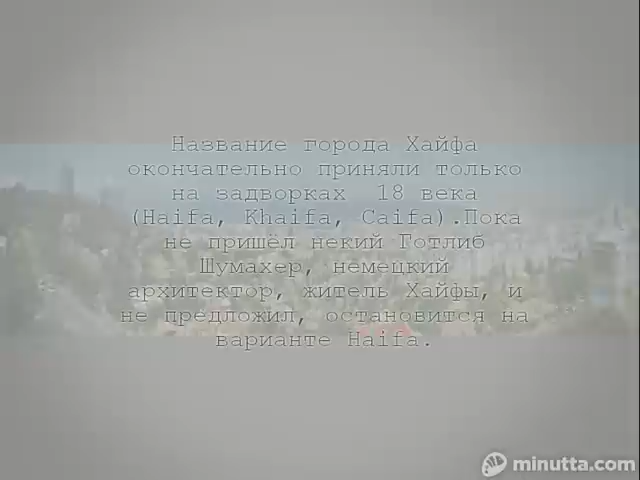 Название города Хайфа
окончательно приняли только
на задворках 18 века
(Haifa, Khaifa, Caifa).Пока
не пришёл некий Готлиб
Шумахер, немецкий
архитектор, житель Хайфы, и
не предложил, остановится на
варианте Haifa.
minutta.com